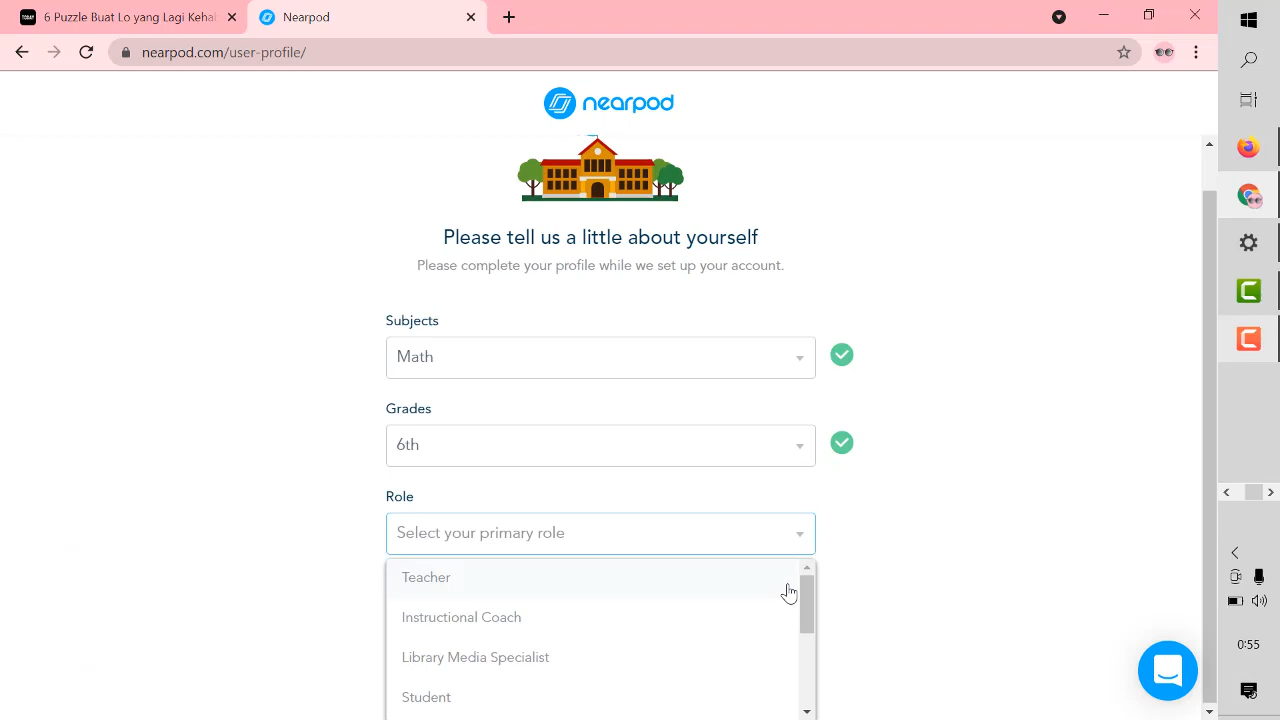 6 Puzzle Buat Lo yang Lagi Kehab
Nearpod
nearpod.com/user-profile/
nearpod
Please tell us a little about yourself
Please complete your profile while we set up your account.
Subjects
Math
Grades
6th
Role
Select your primary role
Teacher
Instructional Coach
Library Media Specialist
Student
0:55